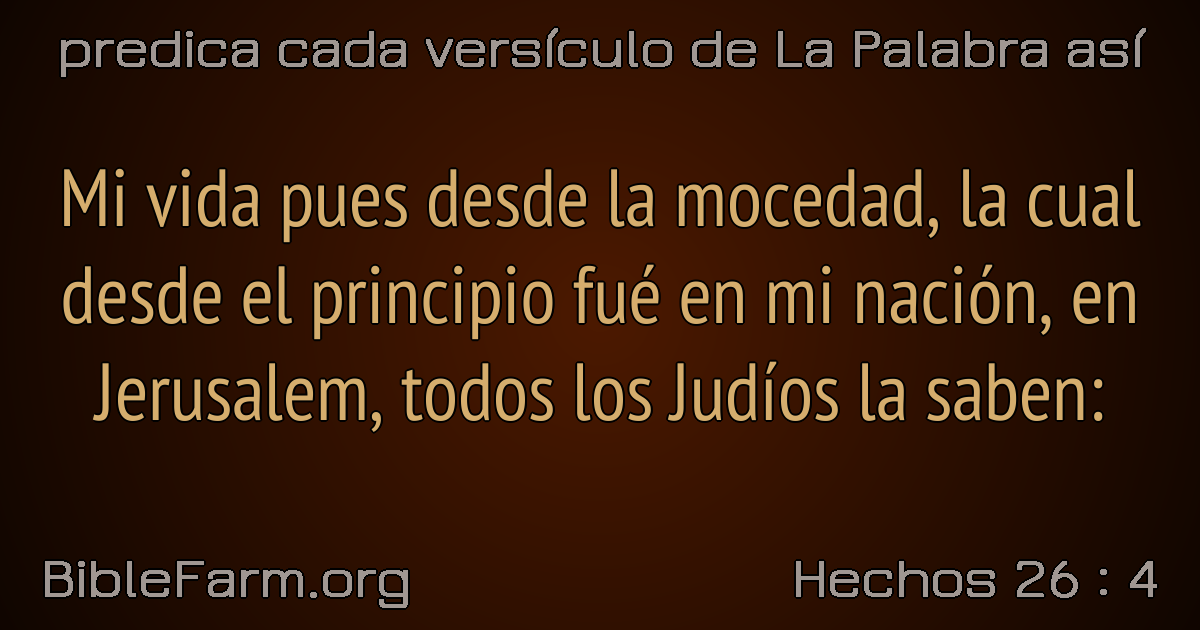 predica cada versículo de La Palabra así
Mi vida pues desde la mocedad, la cual
desde el principio fué en mi nación, en
Jerusalem, todos los Judíos la saben:
BibleFarm.org
Hechos 26 : 4